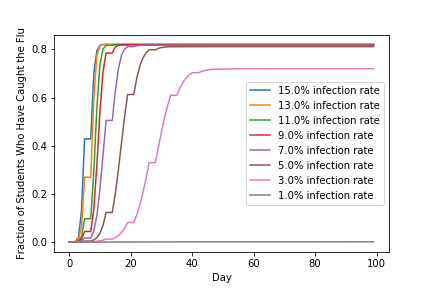 Fraction of Students Who Have Caught the Flu
0.8
0.6
0.4
0.2
0.0
15.0% infection rate
13.0% infection rate
11.0% infection rate
9.0% infection rate
7.0% infection rate
5.0% infection rate
3.0% infection rate
1.0% infection rate
0 20 40 60 80 100
Day